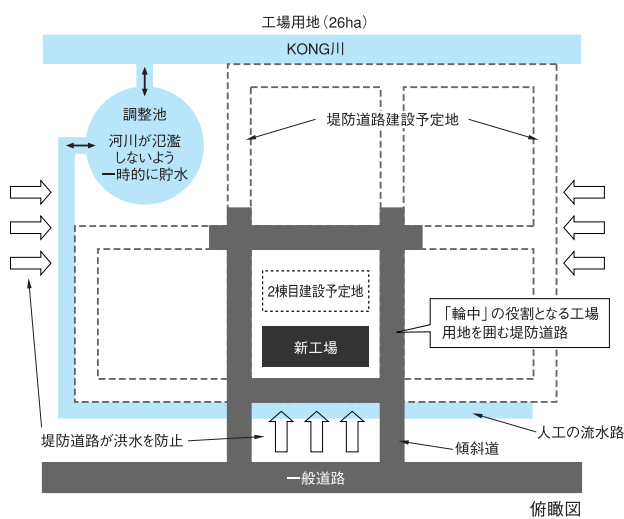 工場用地（26ha）
KONG川
調整池
河川が氾濫
しないよう
一時的に貯水
堤防道路建設予定地
2棟目建設予定地
新工場
「輪中」の役割となる工場
用地を囲む堤防道路
人工の流水路
堤防道路が洪水を防止
傾斜道
一般道路
俯瞰図